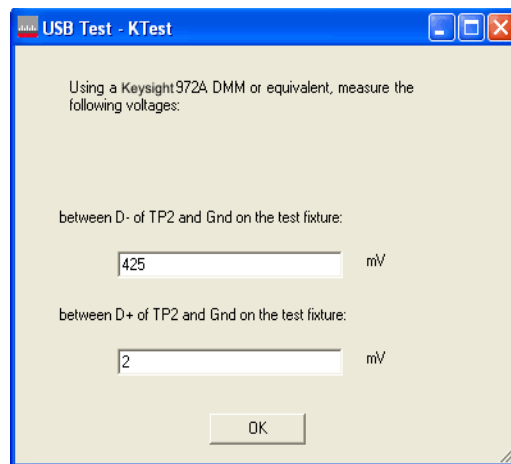 USB Test - KTest
Using a Keysight 972A DMM or equivalent, measure the
following voltages:
between D- of TP2 and Gnd on the test fixture:
425 mV
between D+ of TP2 and Gnd on the test fixture:
2 mV
OK